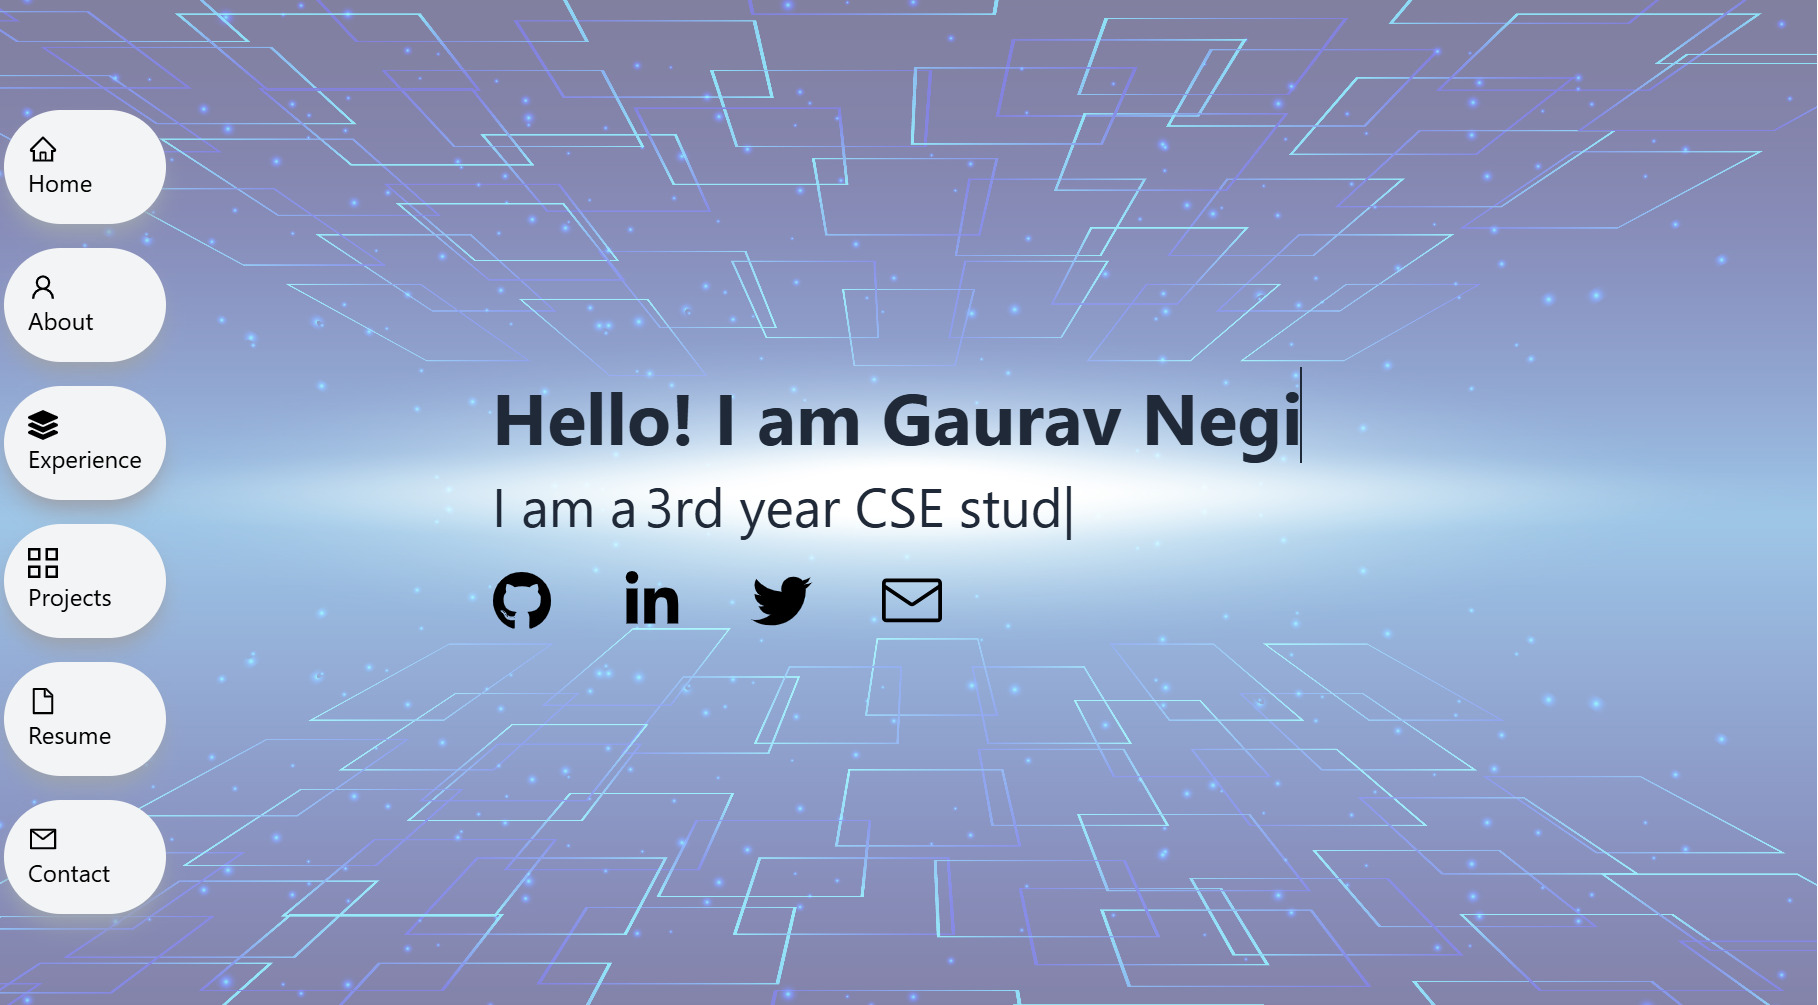 Home
About
Experience
Projects
Resume
Contact
Hello! I am Gaurav Negi
I am a 3rd year CSE stud|